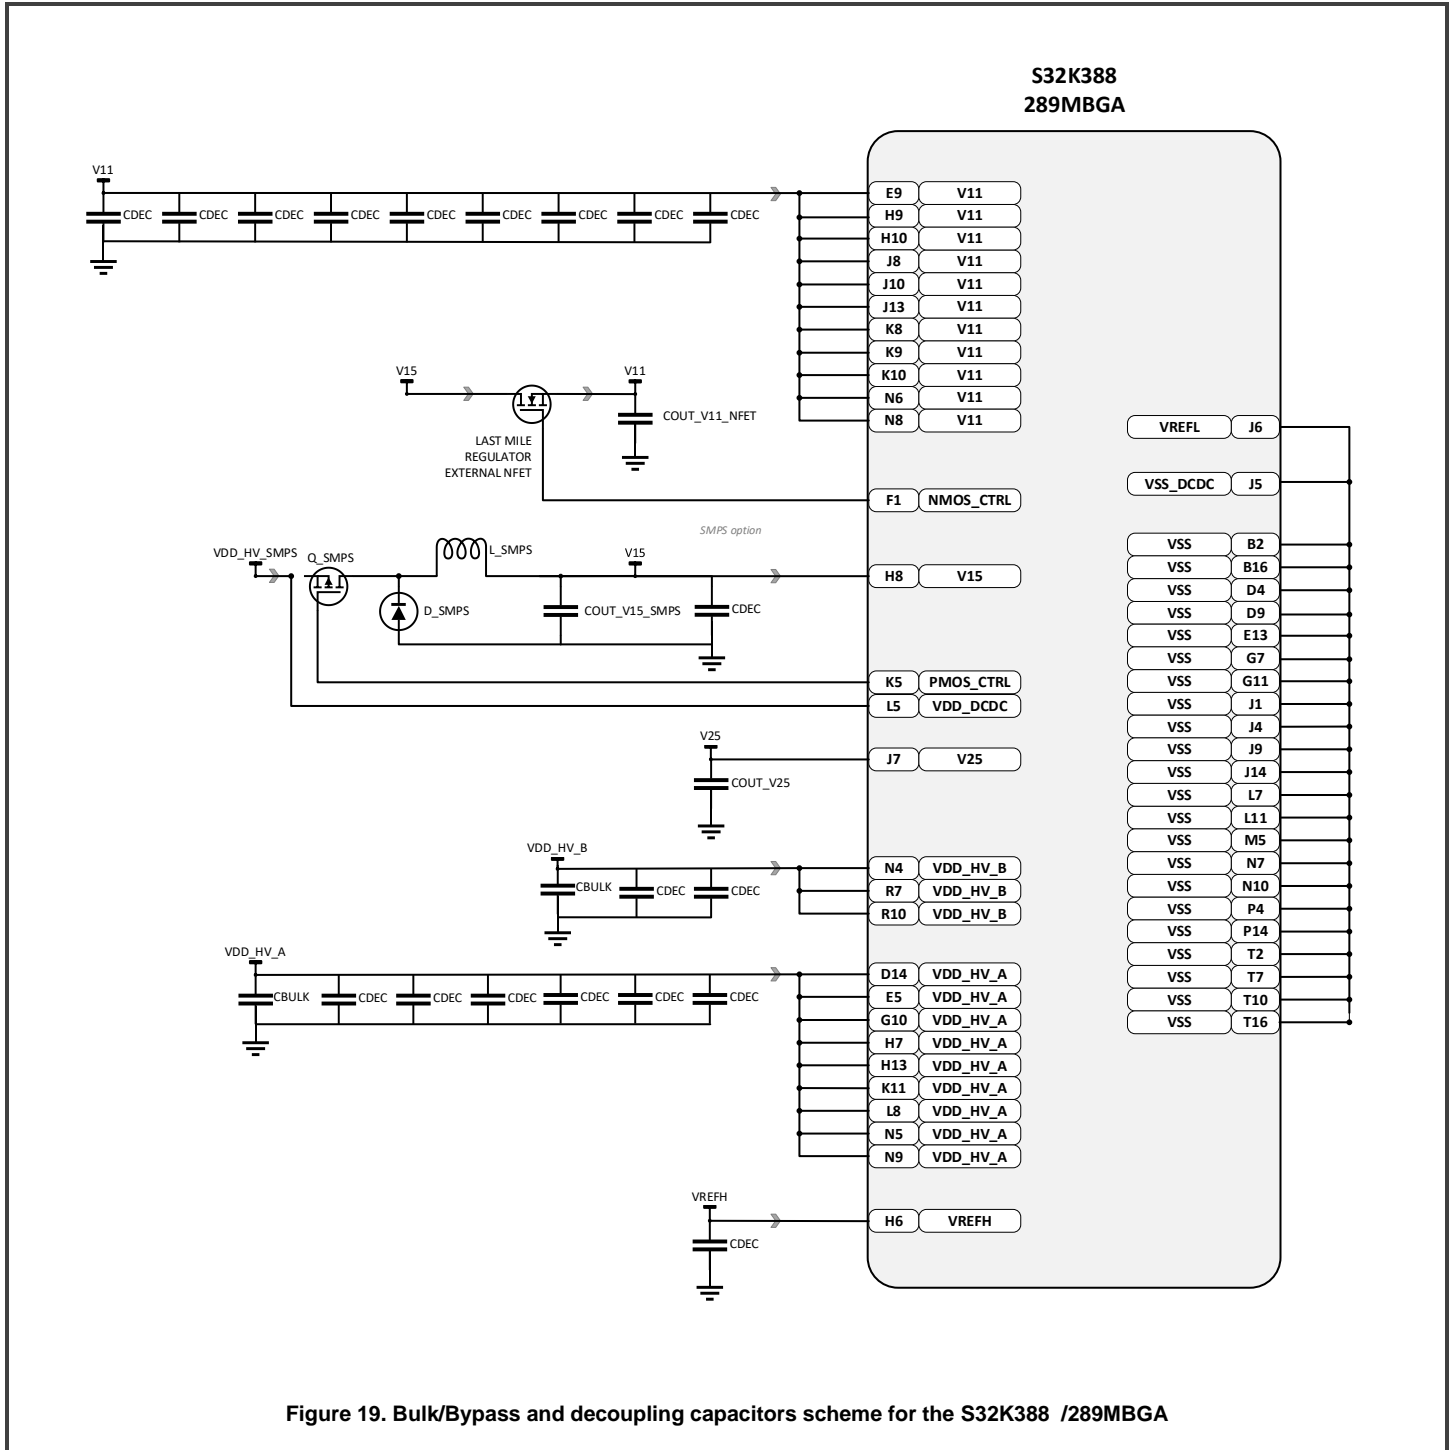 S32K388
289MBGA
V11
CDEC CDEC CDEC CDEC CDEC CDEC CDEC CDEC CDEC
E9 V11
H9 V11
H10 V11
J8 V11
J10 V11
J13 V11
K8 V11
K9 V11
K10 V11
N6 V11
N8 V11
V15
V11
COUT_V11_NFET
LAST MILE
REGULATOR
EXTERNAL NFET
F1 NMOS_CTRL
SMPS option
VDD_HV_SMPS
Q_SMPS
L_SMPS
V15
D_SMPS
COUT_V15_SMPS
CDEC
H8 V15
K5 PMOS_CTRL
L5 VDD_DCDC
V25
COUT_V25
J7 V25
VDD_HV_B
CBULK CDEC CDEC
N4 VDD_HV_B
R7 VDD_HV_B
R10 VDD_HV_B
VDD_HV_A
CBULK CDEC CDEC CDEC CDEC CDEC CDEC
D14 VDD_HV_A
E5 VDD_HV_A
G10 VDD_HV_A
H7 VDD_HV_A
H13 VDD_HV_A
K11 VDD_HV_A
L8 VDD_HV_A
N5 VDD_HV_A
N9 VDD_HV_A
VREFH
CDEC
H6 VREFH
VREFL J6
VSS_DCDC J5
VSS B2
VSS B16
VSS D4
VSS D9
VSS E13
VSS G7
VSS G11
VSS J1
VSS J4
VSS J9
VSS J14
VSS L7
VSS L11
VSS M5
VSS N7
VSS N10
VSS P4
VSS P14
VSS T2
VSS T7
VSS T10
VSS T16
Figure 19. Bulk/Bypass and decoupling capacitors scheme for the S32K388 /289MBGA